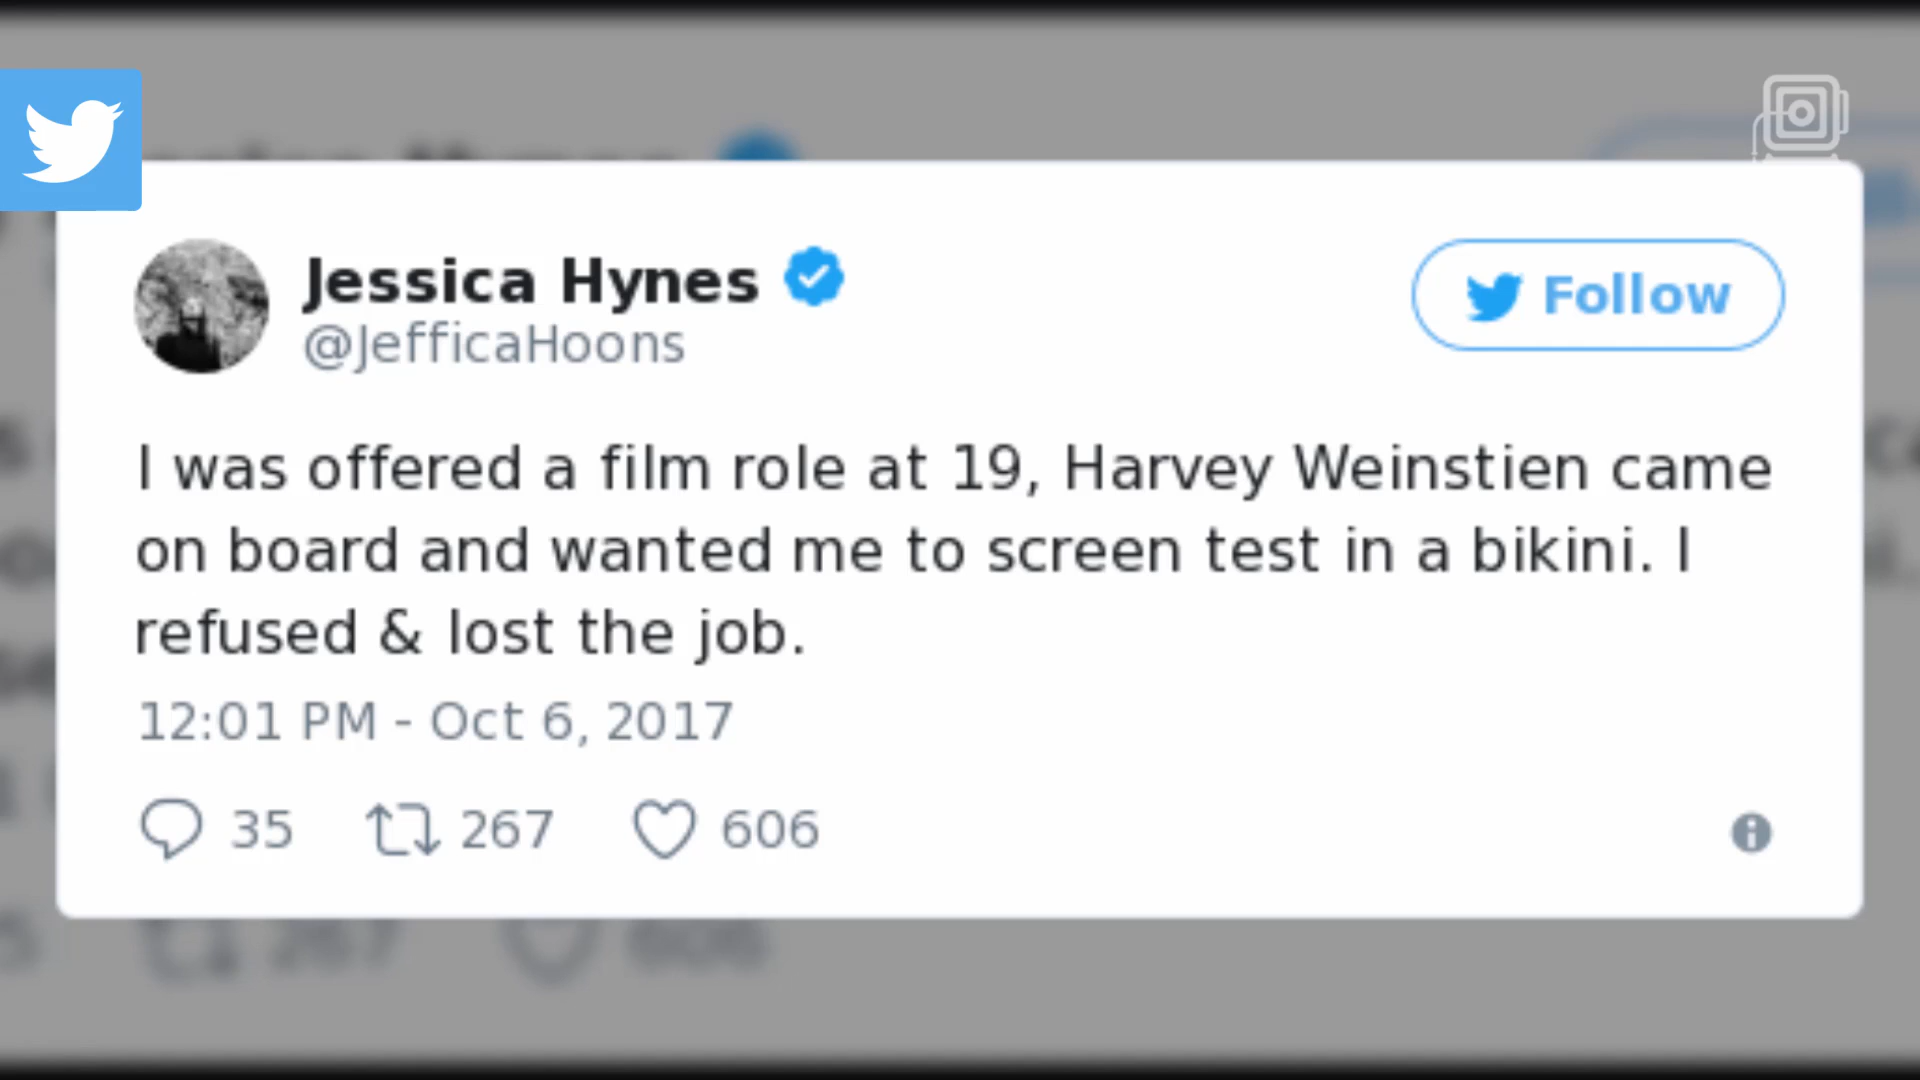 Jessica Hynes
@JefficaHoons
Follow
I was offered a film role at 19, Harvey Weinstien came
on board and wanted me to screen test in a bikini. I
refused & lost the job.
12:01 PM - Oct 6, 2017
35 267 606